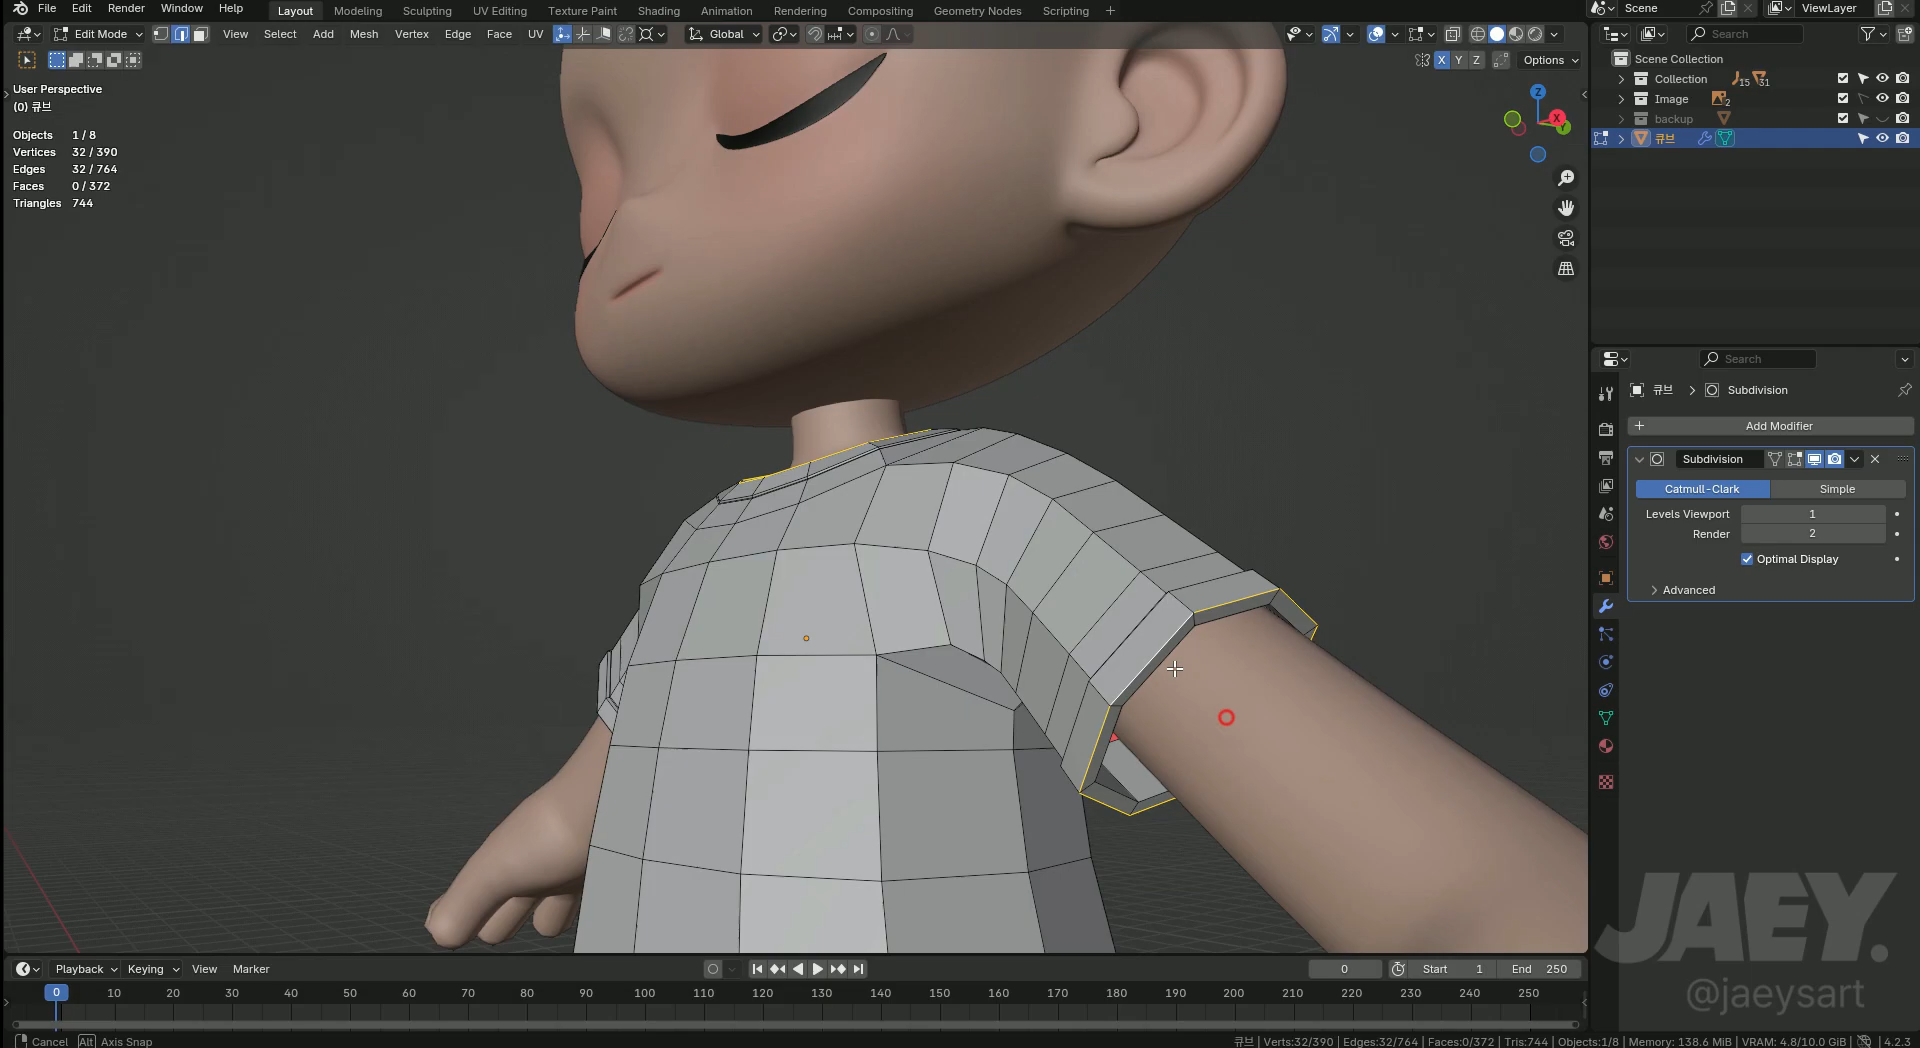 File Edit Render Window Help Layout Modeling Sculpting UV Editing Texture Paint Shading Animation Rendering Compositing Geometry Nodes Scripting + Scene ViewLayer
Edit Mode View Select Add Mesh Vertex Edge Face UV Global Search
X Y Z Options
User Perspective
(0) 큐브
Objects 1 / 8
Vertices 32 / 390
Edges 32 / 764
Faces 0 / 372
Triangles 744
Z
X
Y
Scene Collection
Collection 15 31
Image 2
backup
큐브
Search
큐브 > Subdivision
+ Add Modifier
Subdivision
Catmull-Clark Simple
Levels Viewport 1
Render 2
Optimal Display
Advanced
JAEY.
@jaeysart
Playback Keying View Marker 0 Start 1 End 250
0 10 20 30 40 50 60 70 80 90 100 110 120 130 140 150 160 170 180 190 200 210 220 230 240 250
Cancel Alt Axis Snap 큐브 | Verts:32/390 | Edges:32/764 | Faces:0/372 | Tris:744 | Objects:1/8 | Memory: 138.6 MiB | VRAM: 4.8/10.0 GiB | 4.2.3